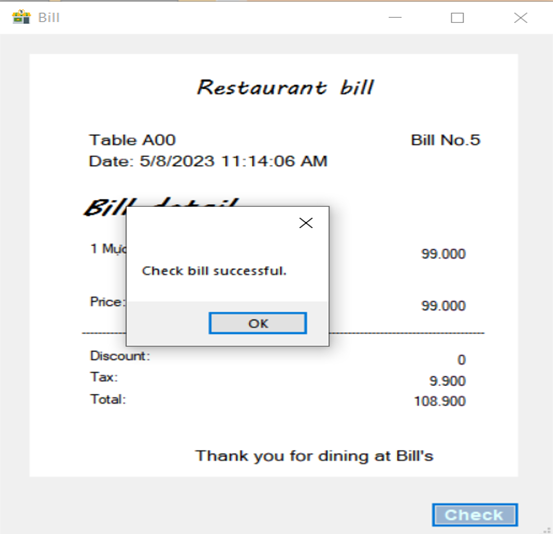 Bill
Restaurant bill
Table A00 Bill No.5
Date: 5/8/2023 11:14:06 AM
Bill detail
1 Mực 99.000
Check bill successful.
Price: 99.000
OK
Discount: 0
Tax: 9.900
Total: 108.900
Thank you for dining at Bill's
Check